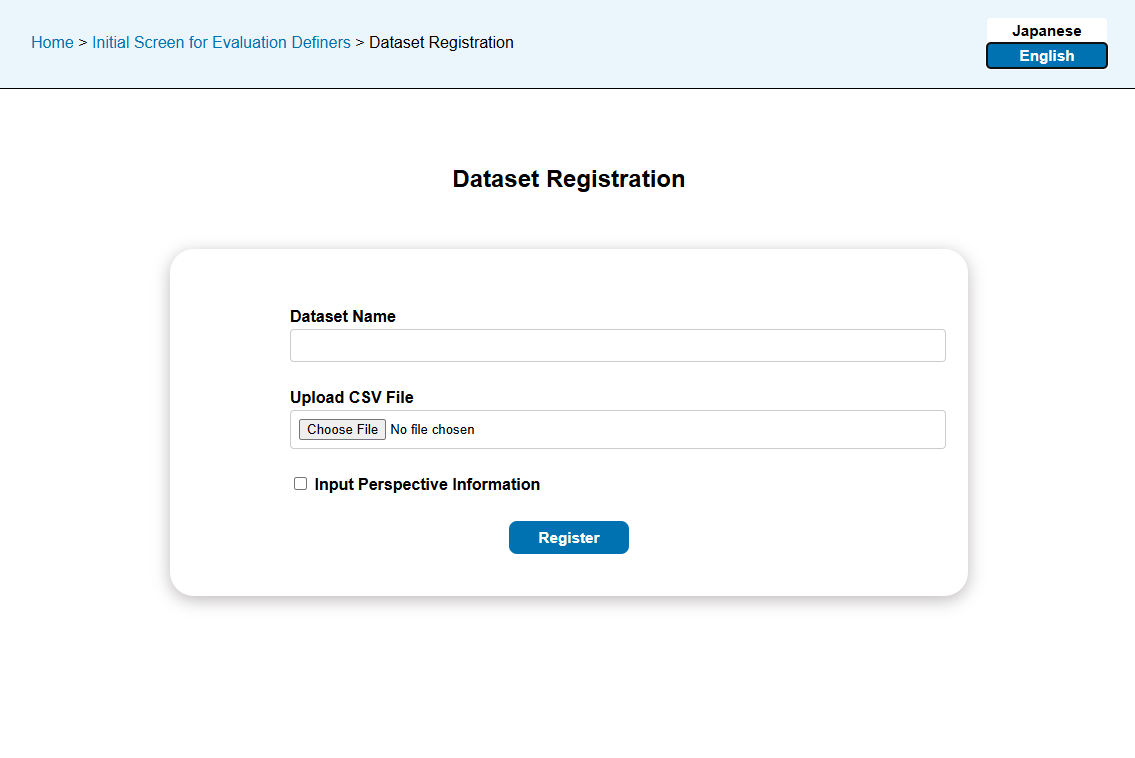 Home > Initial Screen for Evaluation Definers > Dataset Registration
Japanese
English
Dataset Registration
Dataset Name
Upload CSV File
Choose File No file chosen
Input Perspective Information
Register